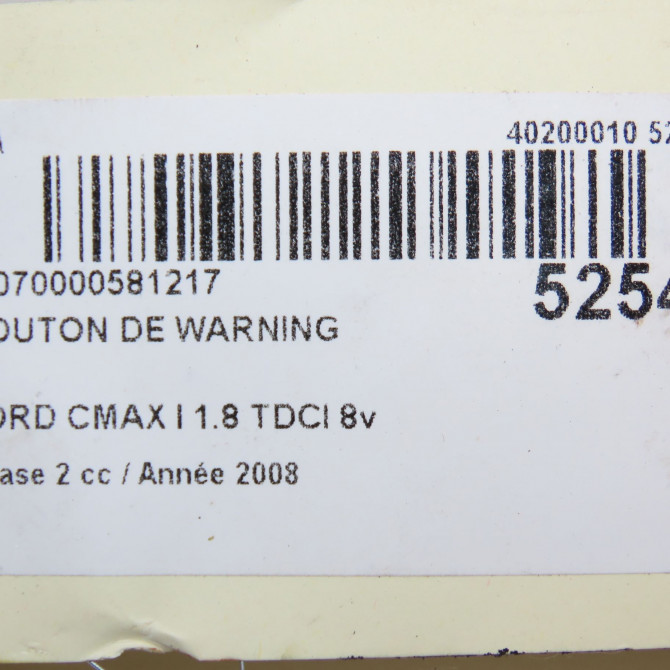 40200010 52
070000581217
5254
OUTON DE WARNING
ORD CMAX I 1.8 TDCI 8v
ase 2 cc / Année 2008